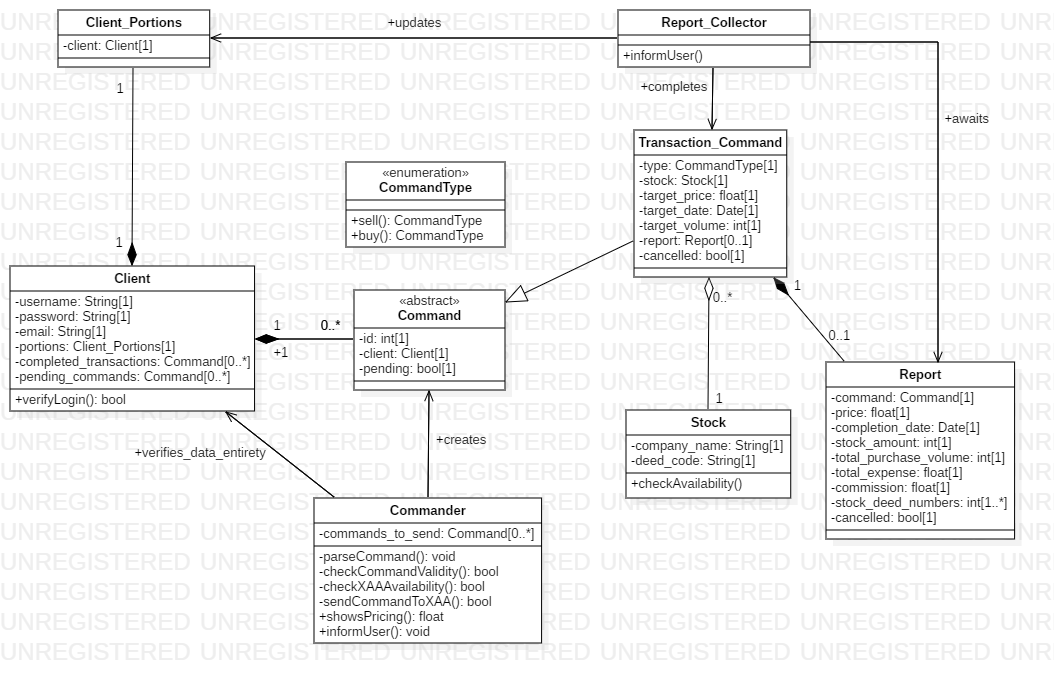 Client_Portions
-client: Client[1]
+updates
Report_Collector
+informUser()
+completes
+awaits
1
1
«enumeration»
CommandType
+sell(): CommandType
+buy(): CommandType
Transaction_Command
-type: CommandType[1]
-stock: Stock[1]
-target_price: float[1]
-target_date: Date[1]
-target_volume: int[1]
-report: Report[0..1]
-cancelled: bool[1]
Client
-username: String[1]
-password: String[1]
-email: String[1]
-portions: Client_Portions[1]
-completed_transactions: Command[0..*]
-pending_commands: Command[0..*]
+verifyLogin(): bool
1
0..*
+1
«abstract»
Command
-id: int[1]
-client: Client[1]
-pending: bool[1]
0..*
1
1
0..1
Stock
-company_name: String[1]
-deed_code: String[1]
+checkAvailability()
Report
-command: Command[1]
-price: float[1]
-completion_date: Date[1]
-stock_amount: int[1]
-total_purchase_volume: int[1]
-total_expense: float[1]
-commission: float[1]
-stock_deed_numbers: int[1..*]
-cancelled: bool[1]
+verifies_data_entirety
+creates
Commander
-commands_to_send: Command[0..*]
-parseCommand(): void
-checkCommandValidity(): bool
-checkXAAAvailability(): bool
-sendCommandToXAA(): bool
+showsPricing(): float
+informUser(): void
UNREGISTERED